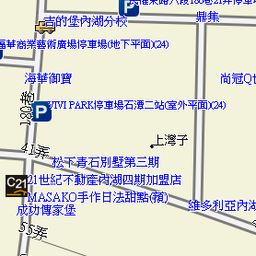 吉的堡內湖分校
鼎集
福華商業藝術廣場停車場(地下平面)(24)
海華御寶
尚冠Q
VIVI PARK停車場石潭二站(室外平面)(24)
180巷
上灣子
41弄
松下青石別墅第三期
C21
21世紀不動產內湖四期加盟店
MASAKO手作日法甜點(預)
維多利亞內湖
成功傳家堡
55弄